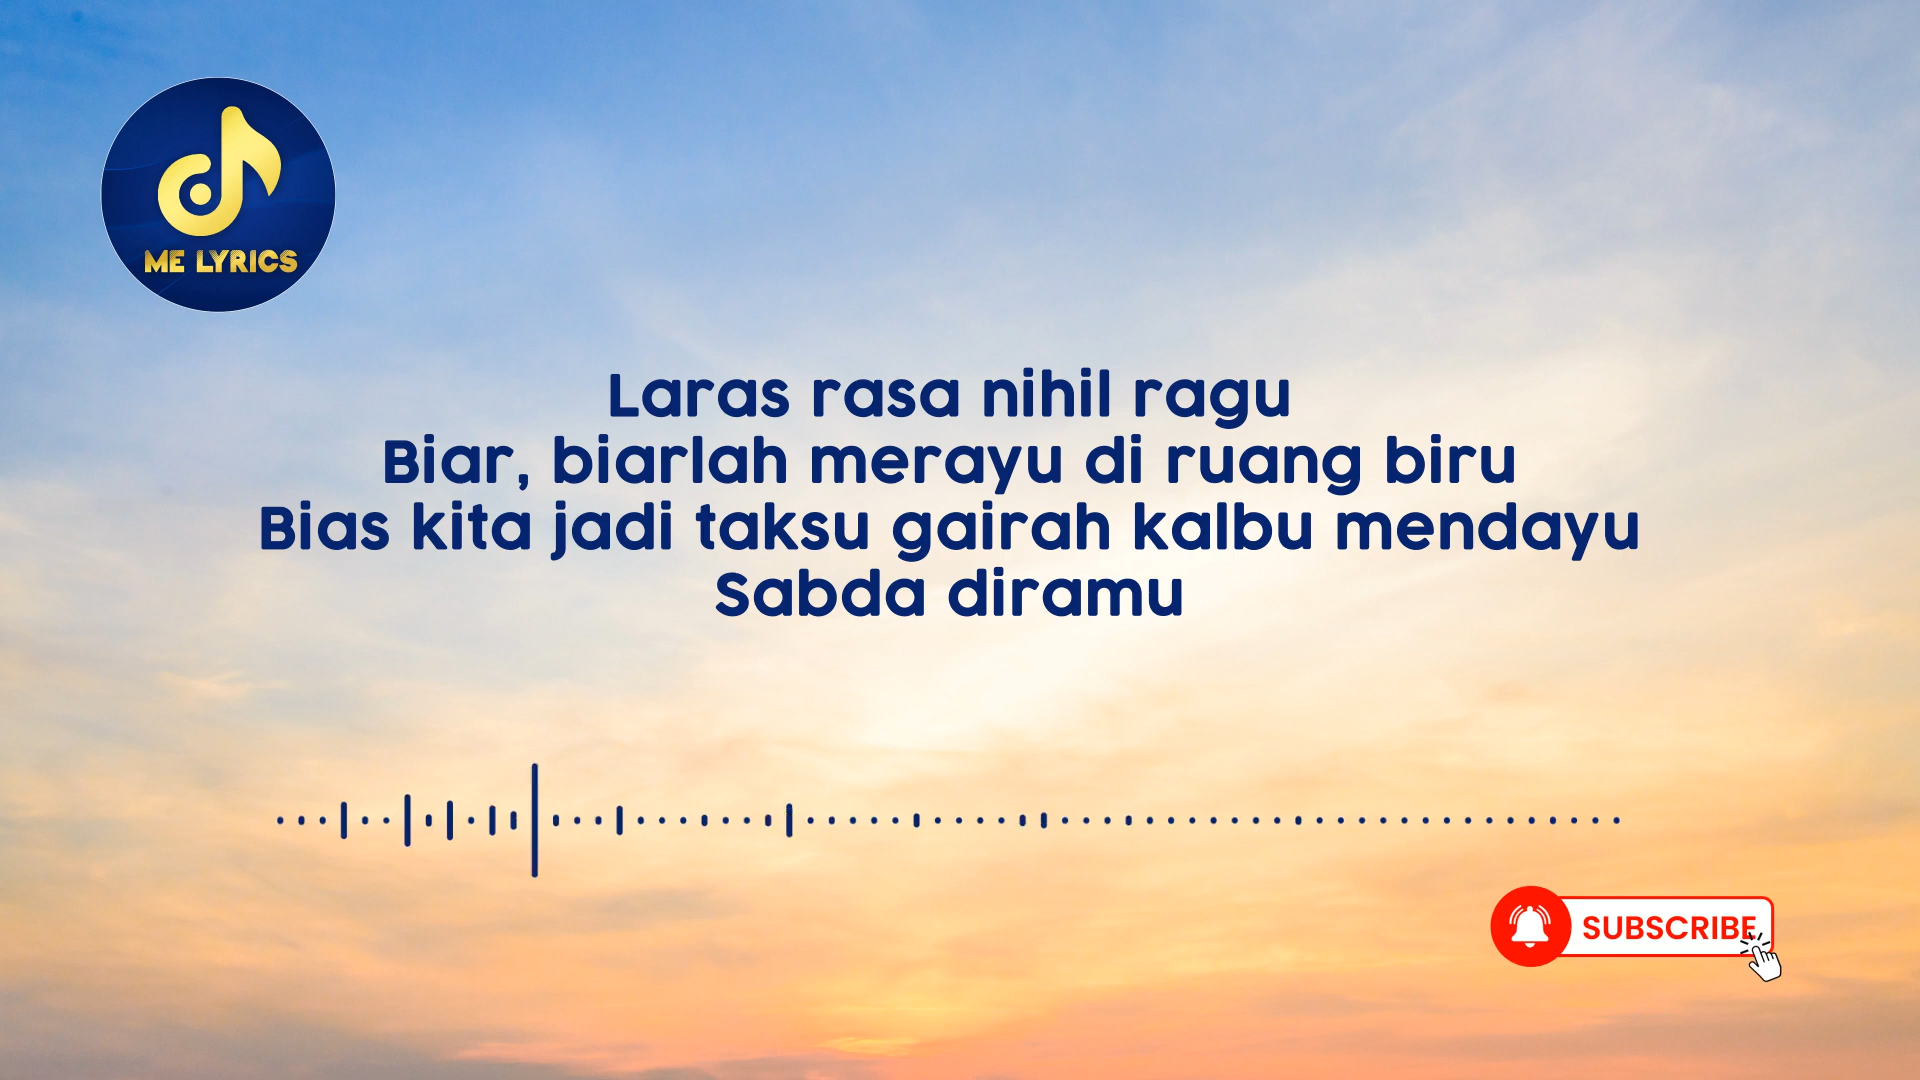 ME LYRICS
Laras rasa nihil ragu
Biar, biarlah merayu di ruang biru
Bias kita jadi taksu gairah kalbu mendayu
Sabda diramu
SUBSCRIBE